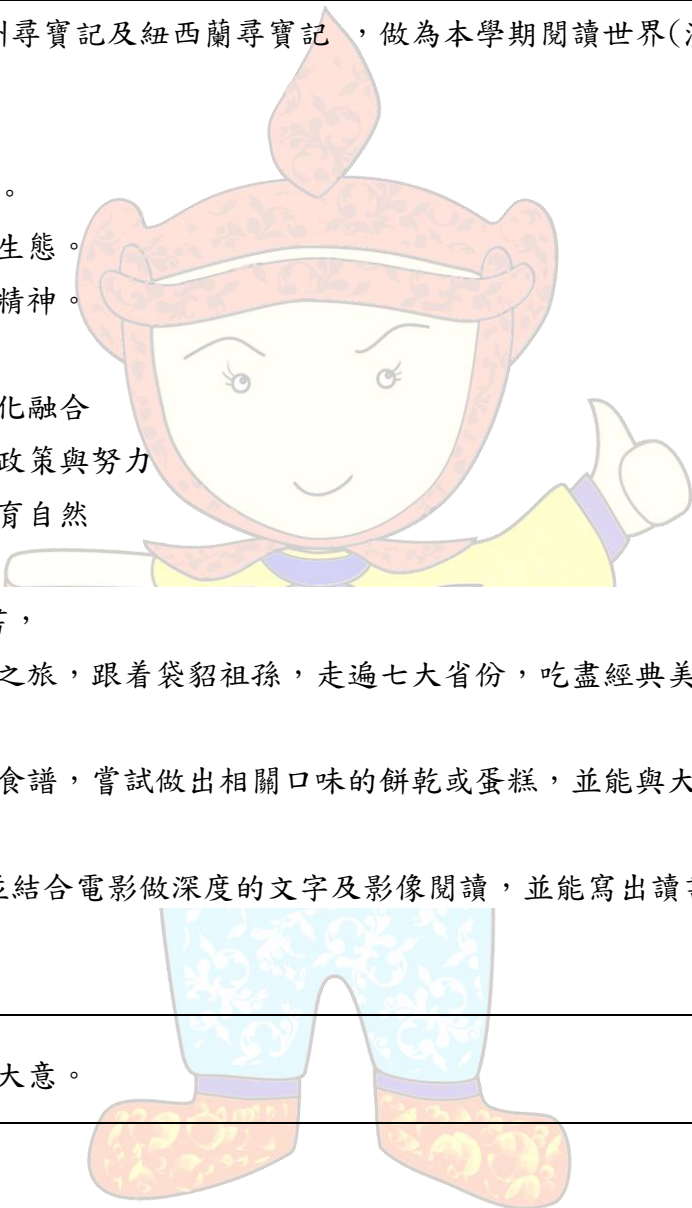 尋寶記及紐西蘭尋寶記 ，做為本學期閱讀世界(
。
生態。
精神。
化融合
政策與努力
育自然
，
之旅，跟着袋貂祖孫，走遍七大省份，吃盡經典美
食譜，嘗試做出相關口味的餅乾或蛋糕，並能與大
結合電影做深度的文字及影像閱讀，並能寫出讀
大意。